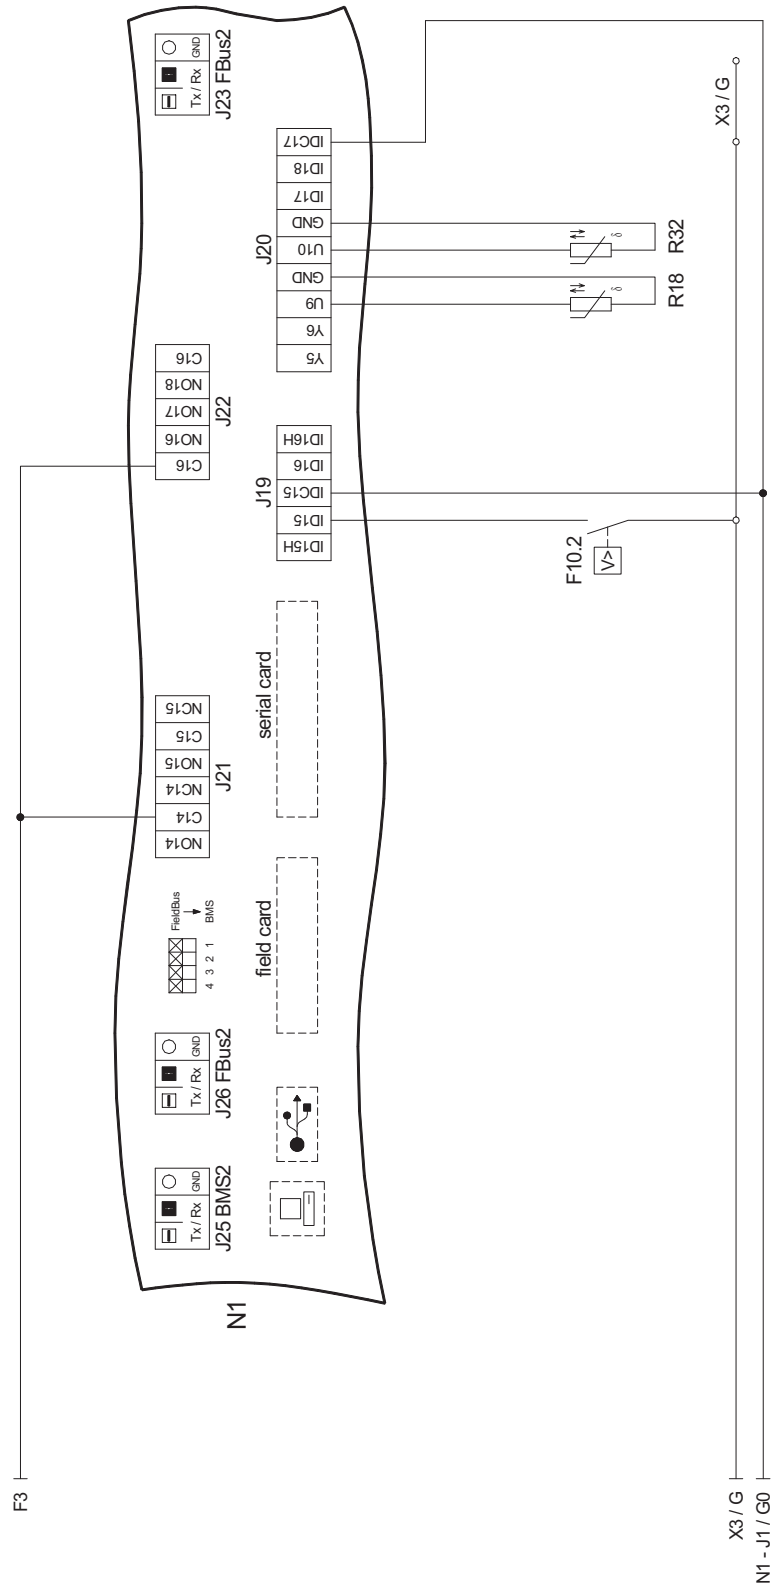 F3
N1
J25 BMS2
Tx / Rx
GND
J26 FBus2
Tx / Rx
GND
4 3 2 1
FieldBus
BMS
J21
NO14
C14
NC14
NO15
C15
NC15
J22
C16
NO16
NO17
NO18
C16
J23 FBus2
Tx / Rx
GND
field card
serial card
J19
ID15H
ID15
IDC15
ID16
ID16H
J20
Y5
Y6
U9
GND
U10
GND
ID17
ID18
IDC17
F10.2
V>
R18
R32
X3 / G
X3 / G
N1 - J1 / G0